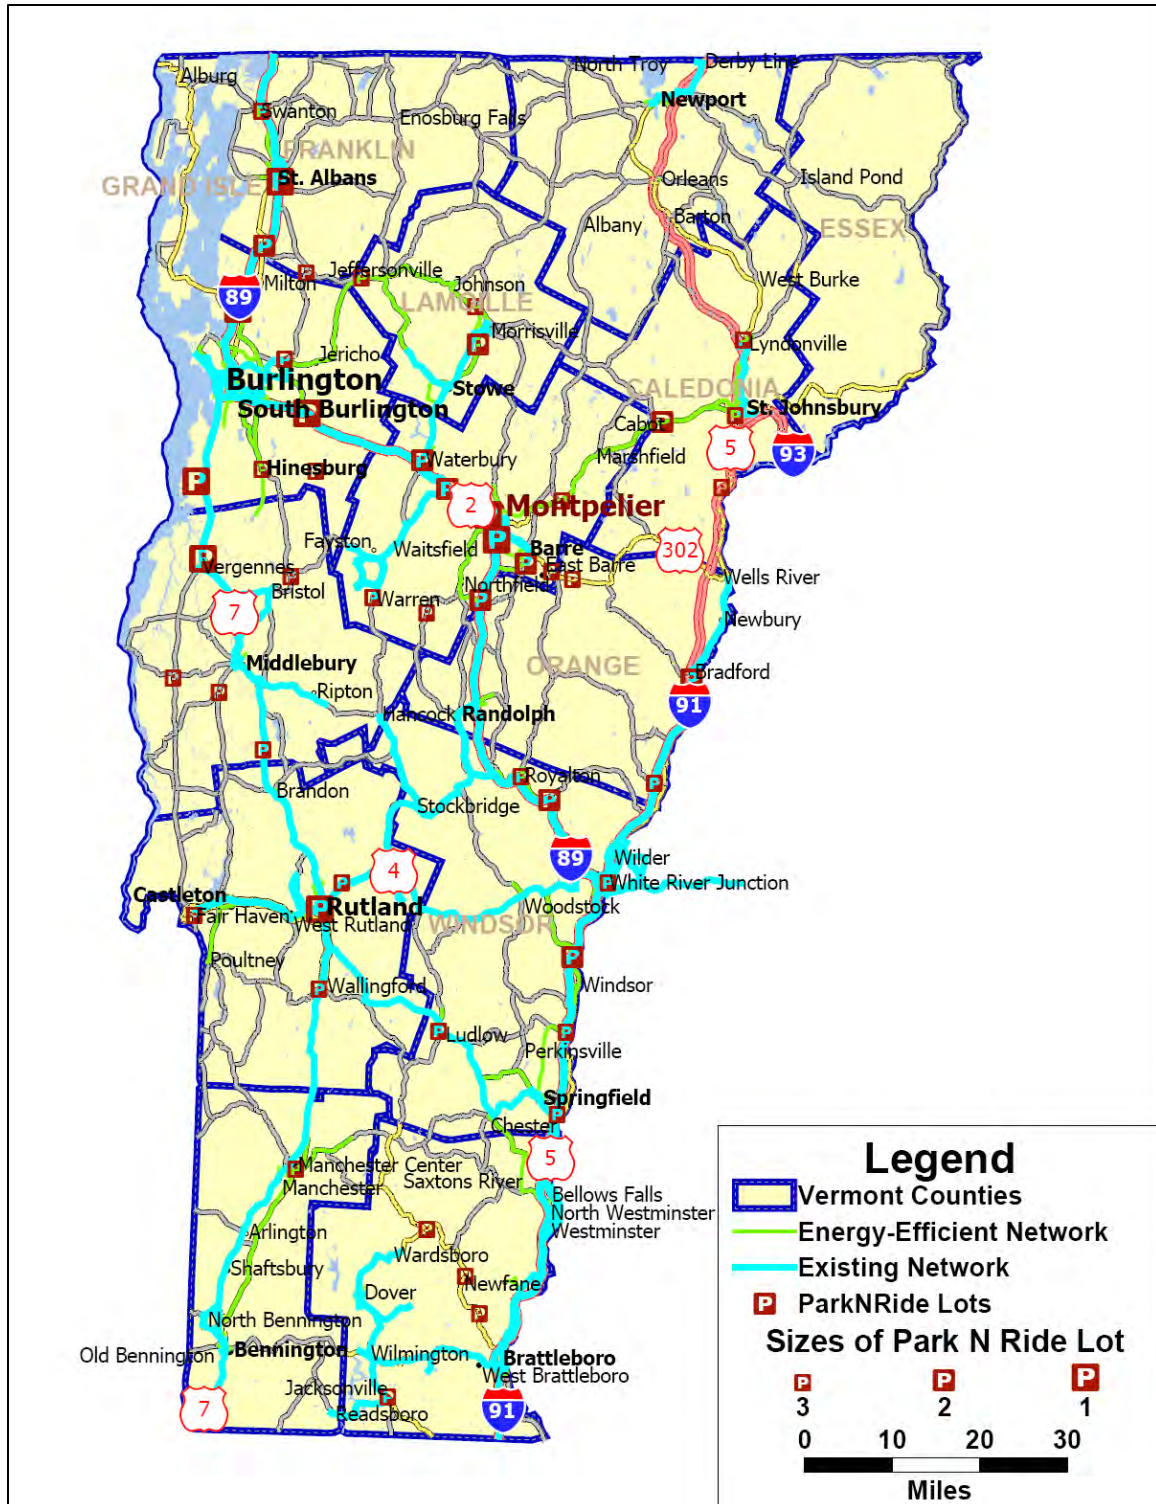 North Troy
Derby Line
Alburg
Newport
Swanton
Enosburg Falls
FRANKLIN
St. Albans
GRAND ISLE
Island Pond
Orleans
Albany
Barton
ESSEX
Jeffersonville
Milton
Johnson
West Burke
89
LAMOILLE
Morrisville
Lyndonville
Jericho
Burlington
Stowe
CALEDONIA
South Burlington
St. Johnsbury
Cabot
5
93
Waterbury
Marshfield
Hinesburg
2
Montpelier
Fayston
Waitsfield
Barre
302
East Barre
Wells River
Vergennes
Northfield
Bristol
Warren
7
Newbury
Middlebury
ORANGE
Bradford
Ripton
91
Hancock
Randolph
Royalton
Brandon
Stockbridge
89
Wilder
4
White River Junction
Castleton
Woodstock
Fair Haven
Rutland
West Rutland
WINDSOR
Poultney
Wallingford
Windsor
Ludlow
Perkinsville
Springfield
Chester
5
Manchester Center
Saxtons River
Manchester
Bellows Falls
North Westminster
Westminster
Arlington
Wardsboro
Shaftsbury
Newfane
Dover
North Bennington
Old Bennington
Bennington
Wilmington
Brattleboro
West Brattleboro
Jacksonville
7
Readsboro
91
Legend
Vermont Counties
Energy-Efficient Network
Existing Network
P ParkNRide Lots
Sizes of Park N Ride Lot
P P P
3 2 1
0 10 20 30
Miles